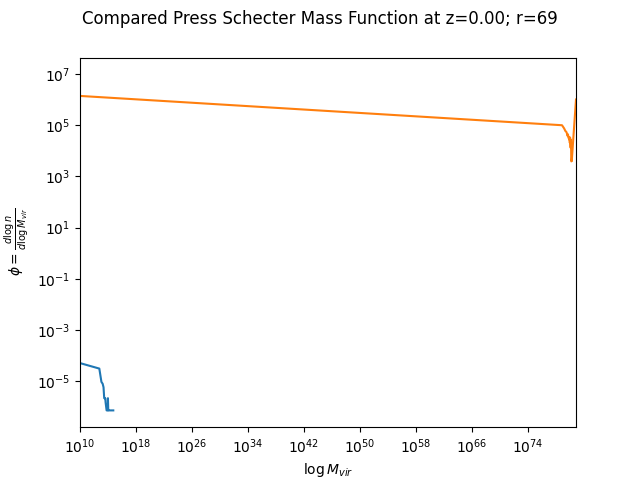 Compared Press Schecter Mass Function at z=0.00; r=69
10^7
10^5
10^3
10^1
10^-1
10^-3
10^-5
ϕ = d log n / d log M_vir
10^10 10^18 10^26 10^34 10^42 10^50 10^58 10^66 10^74
log M_vir